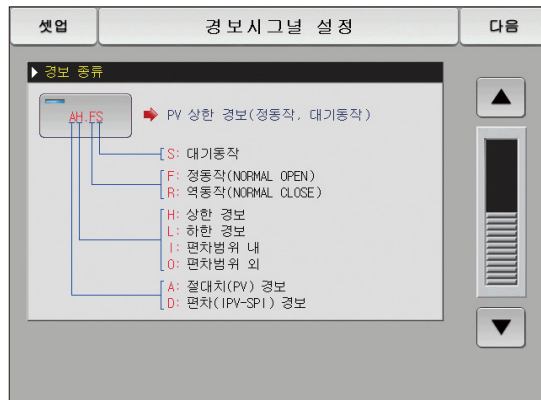 셋업
경보시그널 설정
다음
▶ 경보 종류
AH.FS
PV 상한 경보(정동작, 대기동작)
S: 대기동작
F: 정동작(NORMAL OPEN)
R: 역동작(NORMAL CLOSE)
H: 상한 경보
L: 하한 경보
I: 편차범위 내
O: 편차범위 외
A: 절대치(PV) 경보
D: 편차(IPV-SPI) 경보